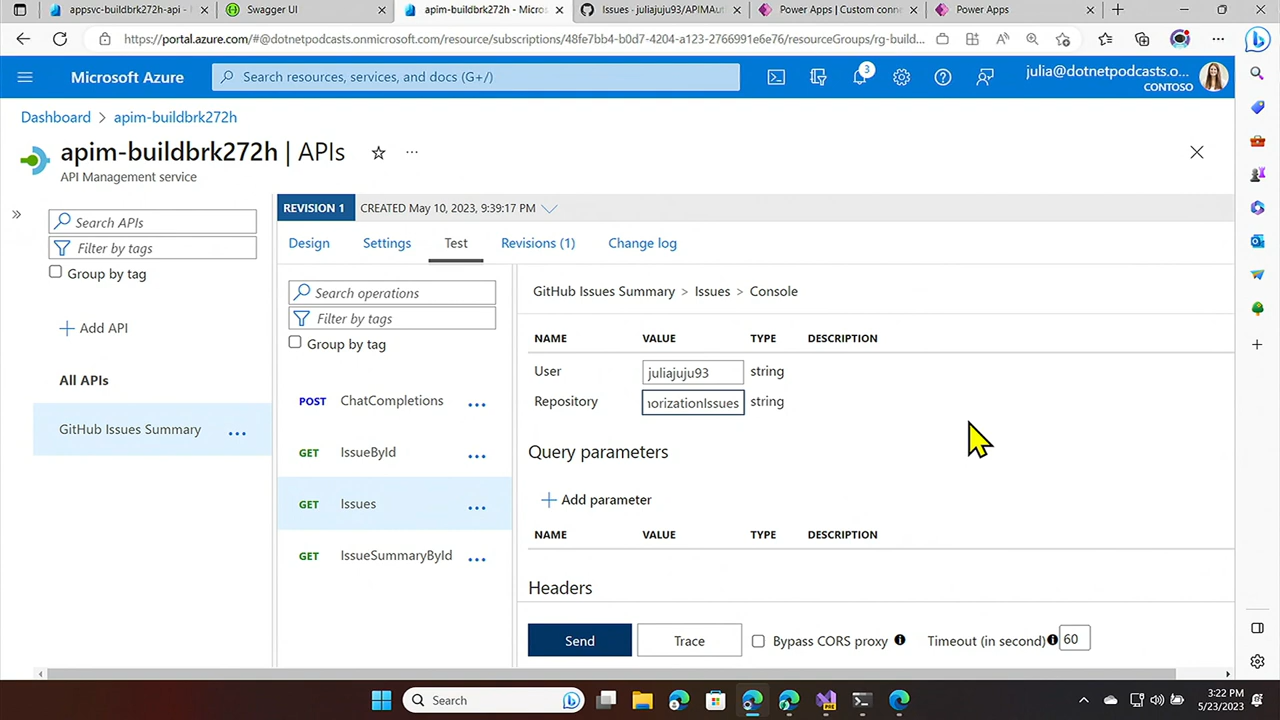 appsvc-buildbrk272h-api - 
Swagger UI
apim-buildbrk272h - Micros
Issues · juliajuju93/APIMAut
Power Apps | Custom conne
Power Apps
https://portal.azure.com/#@dotnetpodcasts.onmicrosoft.com/resource/subscriptions/48fe7bb4-b0d7-4204-a123-2766991e6e76/resourceGroups/rg-build...
Microsoft Azure
Search resources, services, and docs (G+/)
3
julia@dotnetpodcasts.o...
CONTOSO
Dashboard > apim-buildbrk272h
apim-buildbrk272h | APIs
API Management service
Search APIs
Filter by tags
Group by tag
Add API
All APIs
GitHub Issues Summary
REVISION 1
CREATED May 10, 2023, 9:39:17 PM
Design
Settings
Test
Revisions (1)
Change log
Search operations
Filter by tags
Group by tag
POST ChatCompletions
GET IssueById
GET Issues
GET IssueSummaryById
GitHub Issues Summary > Issues > Console
NAME VALUE TYPE DESCRIPTION
User juliajuju93 string
Repository horizationIssues string
Query parameters
Add parameter
NAME VALUE TYPE DESCRIPTION
Headers
Send
Trace
Bypass CORS proxy
Timeout (in second)
60
Search
3:22 PM
5/23/2023